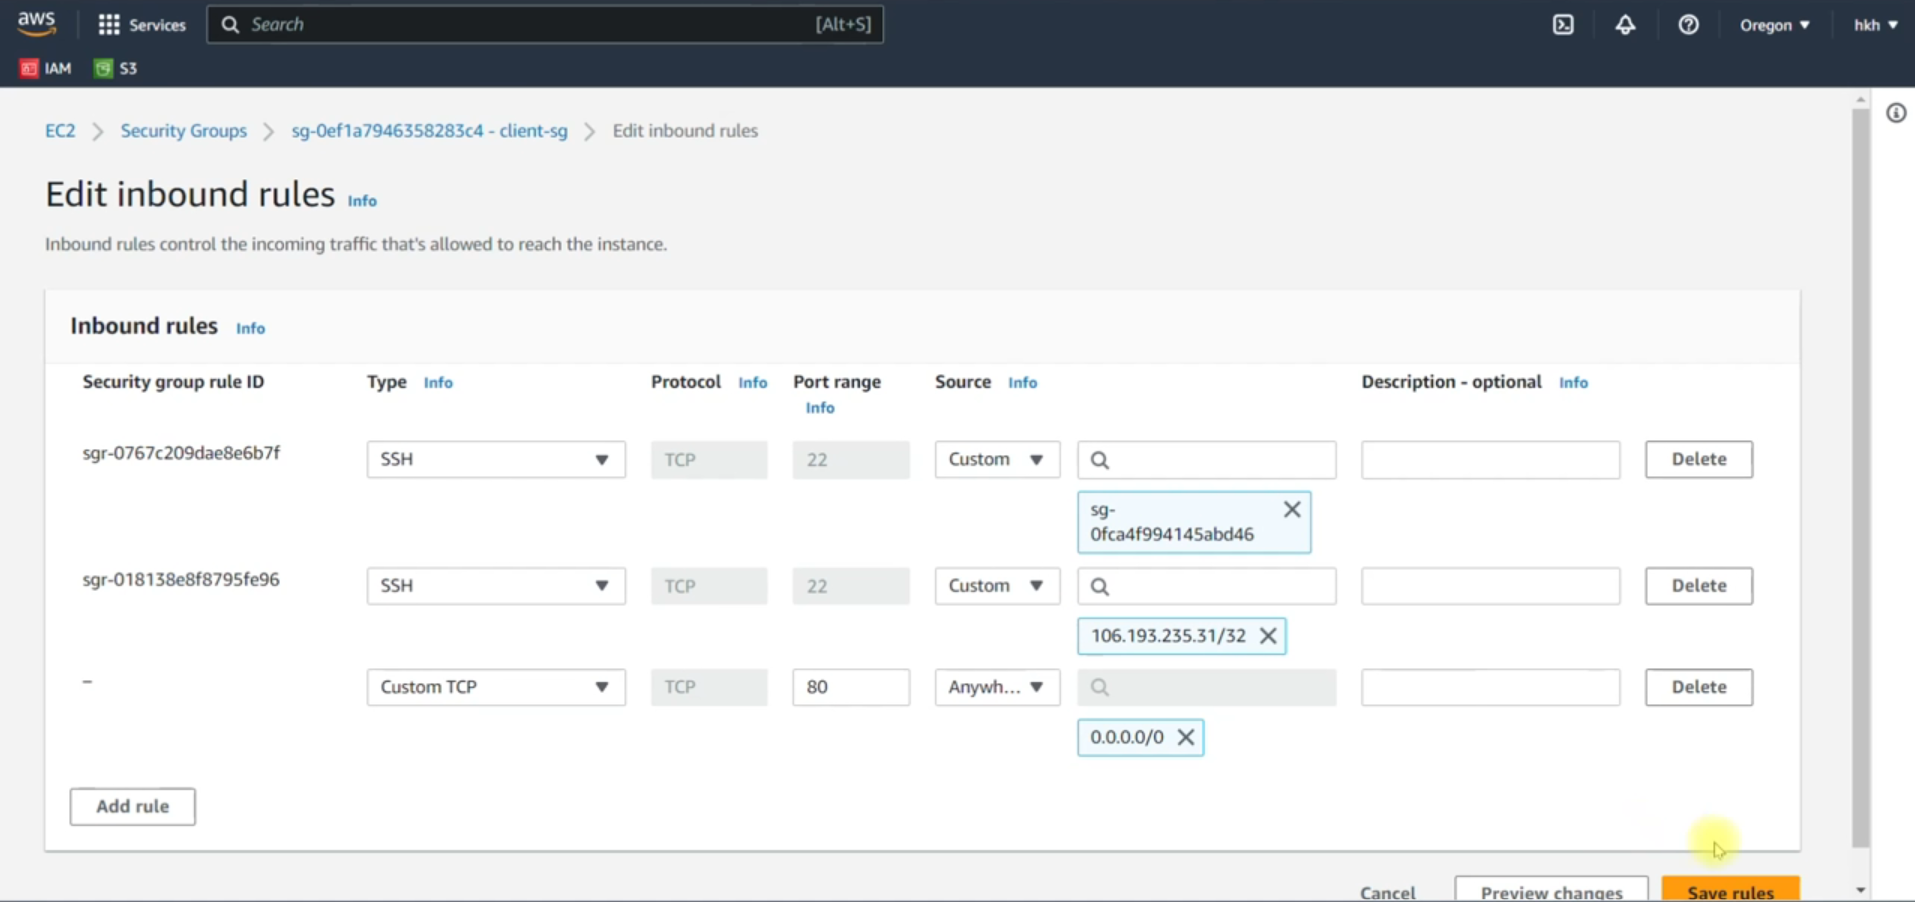 aws Services Search [Alt+S] Oregon hkh
IAM S3
EC2 Security Groups sg-0ef1a7946358283c4 - client-sg Edit inbound rules
Edit inbound rules Info
Inbound rules control the incoming traffic that's allowed to reach the instance.
Inbound rules Info
Security group rule ID Type Info Protocol Info Port range Source Info Description - optional Info
Info
sgr-0767c209dae8e6b7f SSH TCP 22 Custom Delete
sg-
0fca4f994145abd46
sgr-018138e8f8795fe96 SSH TCP 22 Custom Delete
106.193.235.31/32
– Custom TCP TCP 80 Anywh... Delete
0.0.0.0/0
Add rule
Cancel Preview changes Save rules